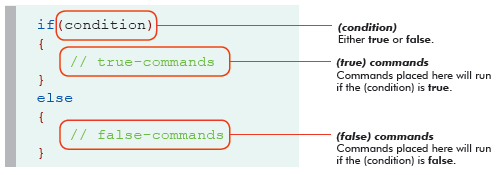 if(condition)
{
// true-commands
}
else
{
// false-commands
}
(condition)
Either true or false.
(true) commands
Commands placed here will run
if the (condition) is true.
(false) commands
Commands placed here will run
if the (condition) is false.